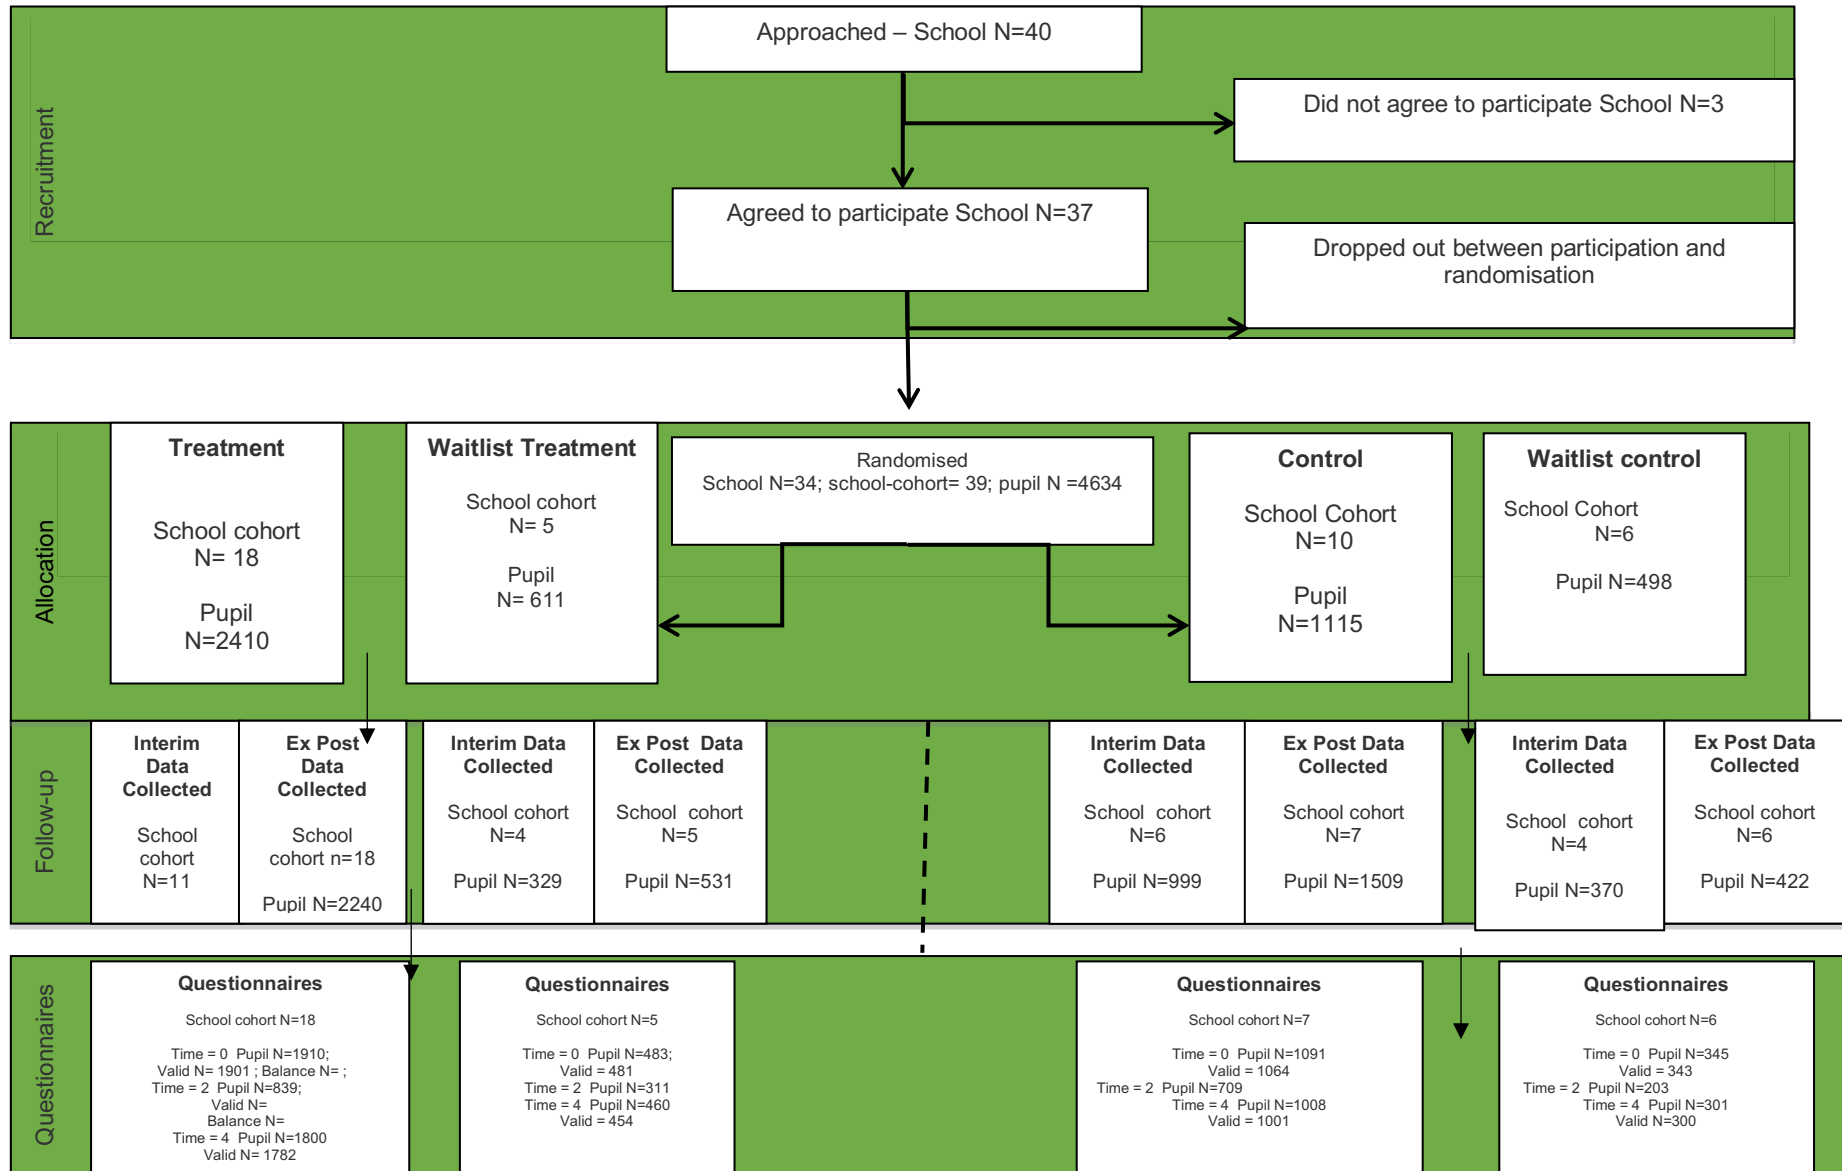 Recruitment
Approached – School N=40
Did not agree to participate School N=3
Agreed to participate School N=37
Dropped out between participation and
randomisation
Allocation
Treatment
School cohort
N= 18
Pupil
N=2410
Waitlist Treatment
School cohort
N= 5
Pupil
N= 611
Randomised
School N=34; school-cohort= 39; pupil N =4634
Control
School Cohort
N=10
Pupil
N=1115
Waitlist control
School Cohort
N=6
Pupil N=498
Follow-up
Interim
Data
Collected
School
cohort
N=11
Ex Post
Data
Collected
School
cohort n=18
Pupil N=2240
Interim Data
Collected
School cohort
N=4
Pupil N=329
Ex Post Data
Collected
School cohort
N=5
Pupil N=531
Interim Data
Collected
School cohort
N=6
Pupil N=999
Ex Post Data
Collected
School cohort
N=7
Pupil N=1509
Interim Data
Collected
School cohort
N=4
Pupil N=370
Ex Post Data
Collected
School cohort
N=6
Pupil N=422
Questionnaires
Questionnaires
School cohort N=18
Time = 0 Pupil N=1910;
Valid N= 1901 ; Balance N= ;
Time = 2 Pupil N=839;
Valid N=
Balance N=
Time = 4 Pupil N=1800
Valid N= 1782
Questionnaires
School cohort N=5
Time = 0 Pupil N=483;
Valid = 481
Time = 2 Pupil N=311
Time = 4 Pupil N=460
Valid = 454
Questionnaires
School cohort N=7
Time = 0 Pupil N=1091
Valid = 1064
Time = 2 Pupil N=709
Time = 4 Pupil N=1008
Valid = 1001
Questionnaires
School cohort N=6
Time = 0 Pupil N=345
Valid = 343
Time = 2 Pupil N=203
Time = 4 Pupil N=301
Valid N=300